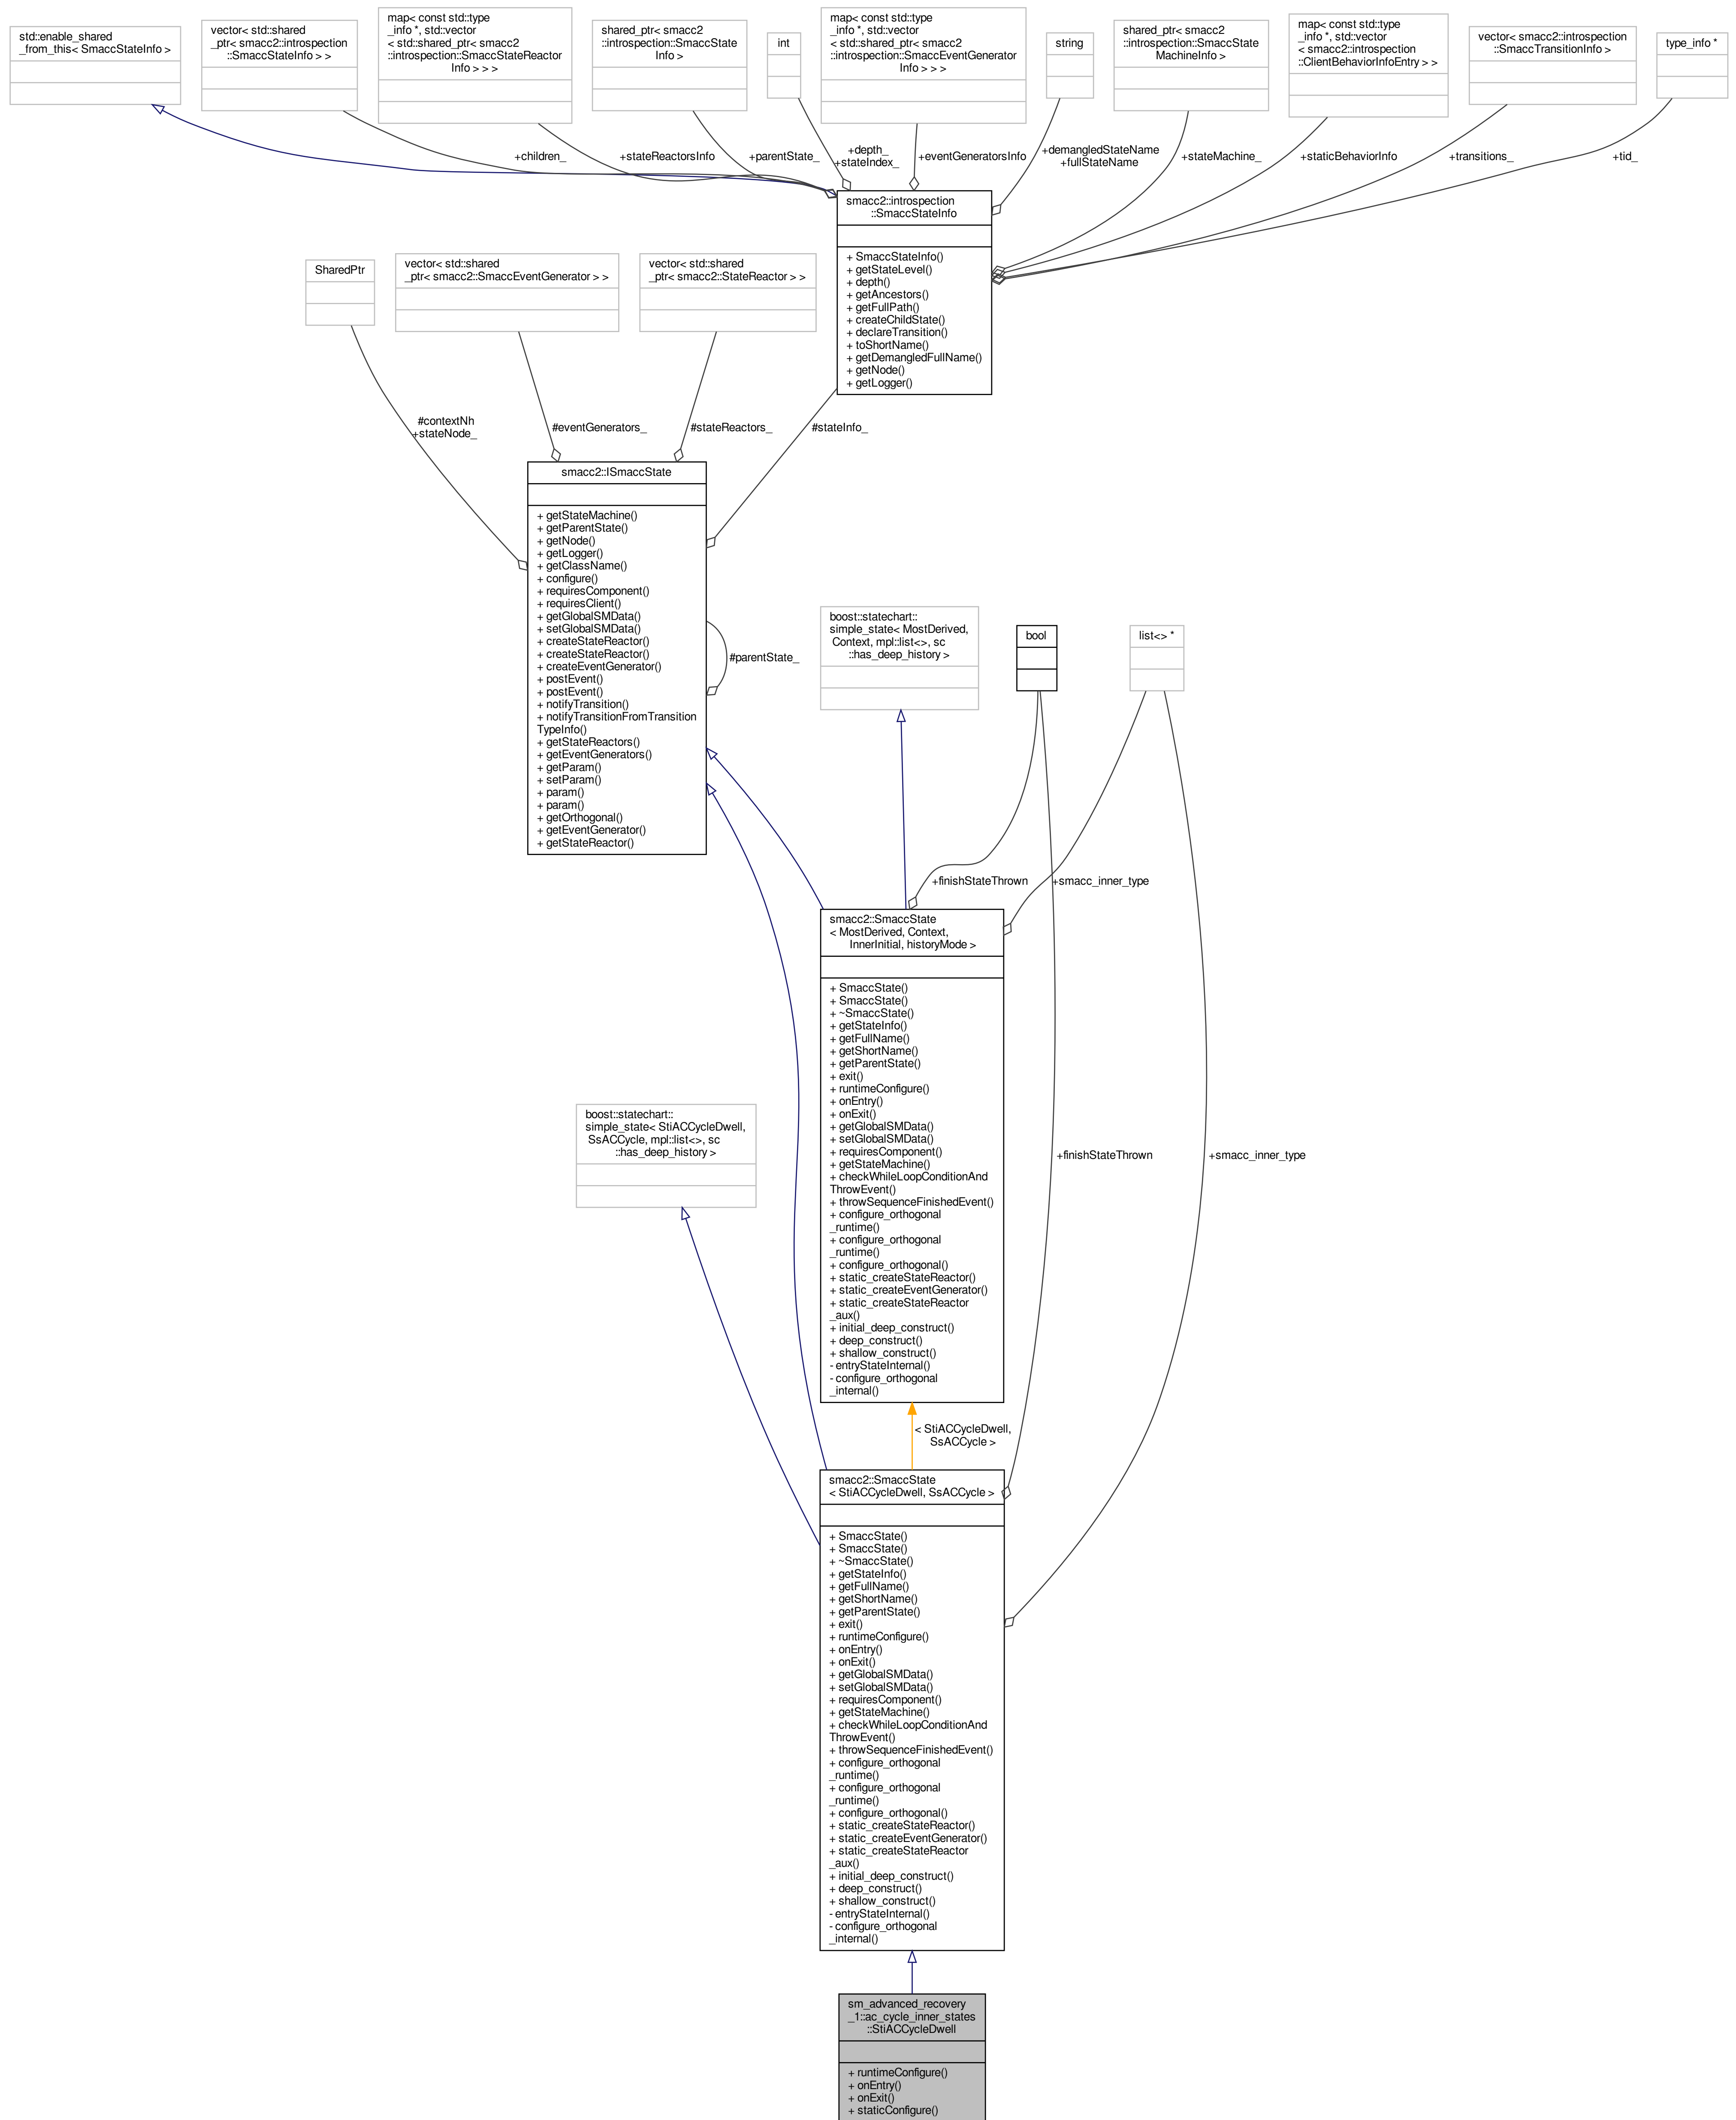 std::enable_shared
_from_this< SmaccStateInfo >
vector< std::shared
_ptr< smacc2::introspection
::SmaccStateInfo > >
map< const std::type
_info *, std::vector
< std::shared_ptr< smacc2
::introspection::SmaccStateReactor
Info > > >
shared_ptr< smacc2
::introspection::SmaccState
Info >
int
map< const std::type
_info *, std::vector
< std::shared_ptr< smacc2
::introspection::SmaccEventGenerator
Info > > >
string
shared_ptr< smacc2
::introspection::SmaccState
MachineInfo >
map< const std::type
_info *, std::vector
< smacc2::introspection
::ClientBehaviorInfoEntry > >
vector< smacc2::introspection
::SmaccTransitionInfo >
type_info *
+children_
+stateReactorsInfo
+parentState_
+depth_
+stateIndex_
+eventGeneratorsInfo
+demangledStateName
+fullStateName
+stateMachine_
+staticBehaviorInfo
+transitions_
+tid_
smacc2::introspection
::SmaccStateInfo
+ SmaccStateInfo()
+ getStateLevel()
+ depth()
+ getAncestors()
+ getFullPath()
+ createChildState()
+ declareTransition()
+ toShortName()
+ getDemangledFullName()
+ getNode()
+ getLogger()
SharedPtr
vector< std::shared
_ptr< smacc2::SmaccEventGenerator > >
vector< std::shared
_ptr< smacc2::StateReactor > >
#contextNh
+stateNode_
#eventGenerators_
#stateReactors_
#stateInfo_
smacc2::ISmaccState
+ getStateMachine()
+ getParentState()
+ getNode()
+ getLogger()
+ getClassName()
+ configure()
+ requiresComponent()
+ requiresClient()
+ getGlobalSMData()
+ setGlobalSMData()
+ createStateReactor()
+ createStateReactor()
+ createEventGenerator()
+ postEvent()
+ postEvent()
+ notifyTransition()
+ notifyTransitionFromTransition
TypeInfo()
+ getStateReactors()
+ getEventGenerators()
+ getParam()
+ setParam()
+ param()
+ param()
+ getOrthogonal()
+ getEventGenerator()
+ getStateReactor()
#parentState_
boost::statechart::
simple_state< MostDerived,
Context, mpl::list<>, sc
::has_deep_history >
bool
list<> *
+finishStateThrown
+smacc_inner_type
smacc2::SmaccState
< MostDerived, Context,
InnerInitial, historyMode >
+ SmaccState()
+ SmaccState()
+ ~SmaccState()
+ getStateInfo()
+ getFullName()
+ getShortName()
+ getParentState()
+ exit()
+ runtimeConfigure()
+ onEntry()
+ onExit()
+ getGlobalSMData()
+ setGlobalSMData()
+ requiresComponent()
+ getStateMachine()
+ checkWhileLoopConditionAnd
ThrowEvent()
+ throwSequenceFinishedEvent()
+ configure_orthogonal
_runtime()
+ configure_orthogonal
_runtime()
+ configure_orthogonal()
+ static_createStateReactor()
+ static_createEventGenerator()
+ static_createStateReactor
_aux()
+ initial_deep_construct()
+ deep_construct()
+ shallow_construct()
- entryStateInternal()
- configure_orthogonal
_internal()
boost::statechart::
simple_state< StiACCycleDwell,
SsACCycle, mpl::list<>, sc
::has_deep_history >
+finishStateThrown
+smacc_inner_type
< StiACCycleDwell,
SsACCycle >
smacc2::SmaccState
< StiACCycleDwell, SsACCycle >
+ SmaccState()
+ SmaccState()
+ ~SmaccState()
+ getStateInfo()
+ getFullName()
+ getShortName()
+ getParentState()
+ exit()
+ runtimeConfigure()
+ onEntry()
+ onExit()
+ getGlobalSMData()
+ setGlobalSMData()
+ requiresComponent()
+ getStateMachine()
+ checkWhileLoopConditionAnd
ThrowEvent()
+ throwSequenceFinishedEvent()
+ configure_orthogonal
_runtime()
+ configure_orthogonal
_runtime()
+ configure_orthogonal()
+ static_createStateReactor()
+ static_createEventGenerator()
+ static_createStateReactor
_aux()
+ initial_deep_construct()
+ deep_construct()
+ shallow_construct()
- entryStateInternal()
- configure_orthogonal
_internal()
sm_advanced_recovery
_1::ac_cycle_inner_states
::StiACCycleDwell
+ runtimeConfigure()
+ onEntry()
+ onExit()
+ staticConfigure()